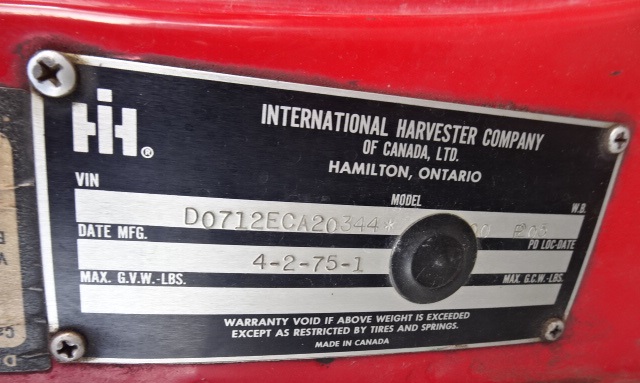 IH®
INTERNATIONAL HARVESTER COMPANY
OF CANADA, LTD.
HAMILTON, ONTARIO
VIN MODEL W.B.
D0712ECA20344*
DATE MFG. PD LOC-DATE
4-2-75-1
MAX. G.V.W.-LBS. MAX. G.C.W.-LBS.
WARRANTY VOID IF ABOVE WEIGHT IS EXCEEDED
EXCEPT AS RESTRICTED BY TIRES AND SPRINGS.
MADE IN CANADA